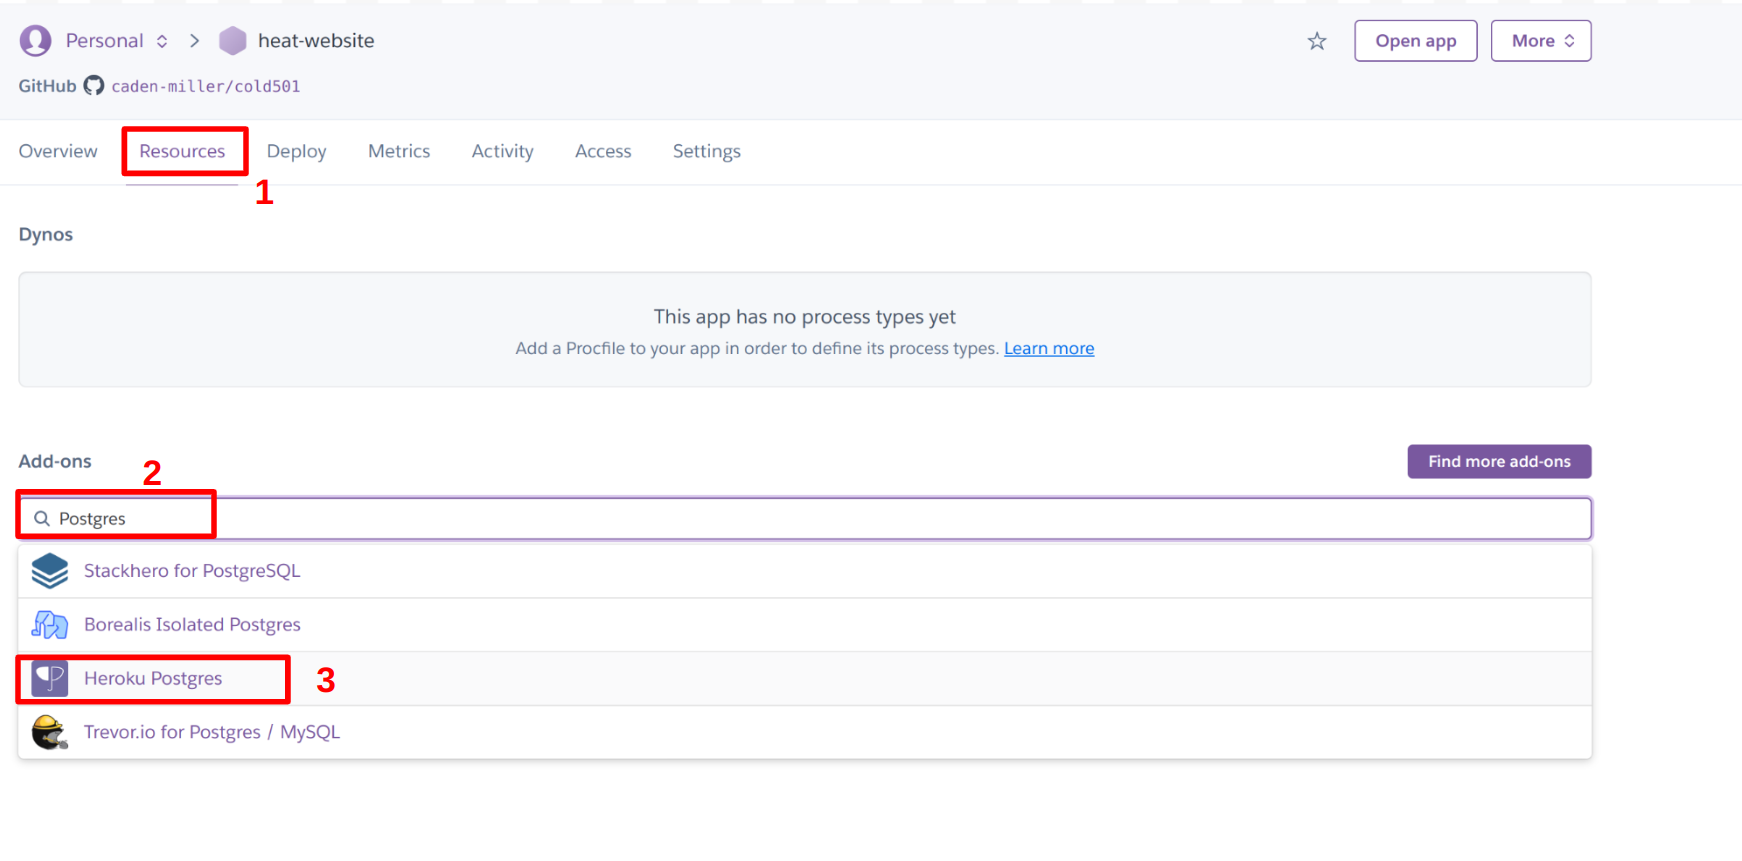 Personal > heat-website
Open app
More
GitHub caden-miller/cold501
Overview Resources Deploy Metrics Activity Access Settings
1
Dynos
This app has no process types yet
Add a Procfile to your app in order to define its process types. Learn more
Add-ons
2
Find more add-ons
Postgres
Stackhero for PostgreSQL
Borealis Isolated Postgres
Heroku Postgres
3
Trevor.io for Postgres / MySQL